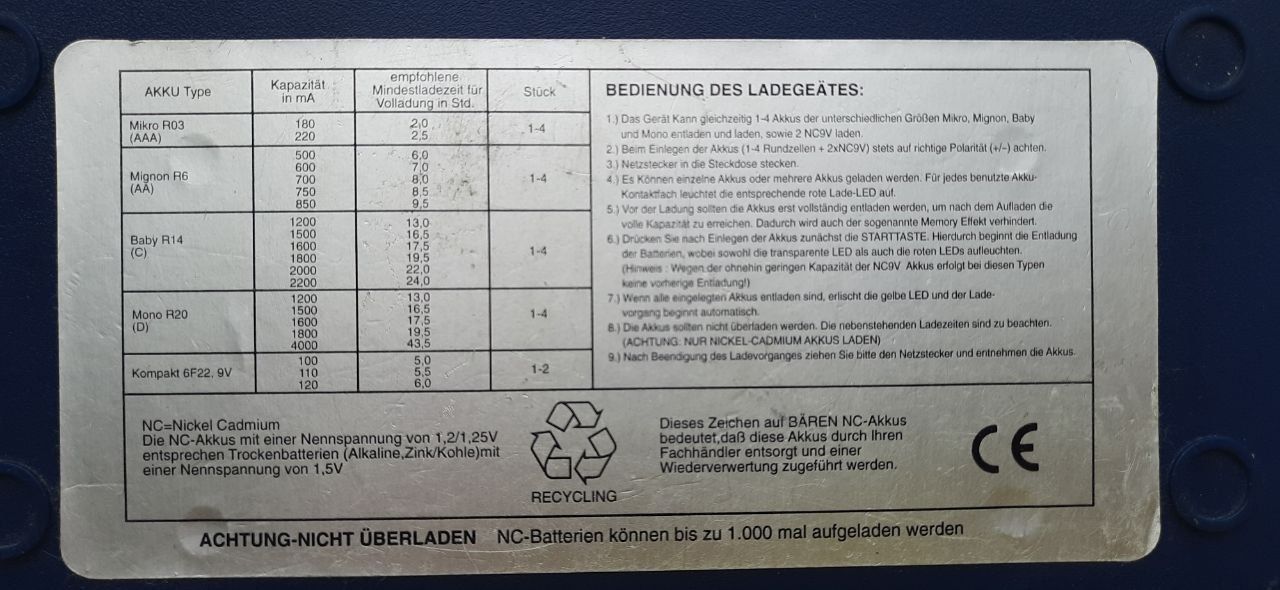 AKKU Type
Kapazität
in mA
empfohlene
Mindestladezeit für
Volladung in Std.
Stück
Mikro R03
(AAA)
180 2,0
220 2,5
1-4
Mignon R6
(AA)
500 6,0
600 7,0
700 8,0
750 8,5
850 9,5
1-4
Baby R14
(C)
1200 13,0
1500 16,5
1600 17,5
1800 19,5
2000 22,0
2200 24,0
1-4
Mono R20
(D)
1200 13,0
1500 16,5
1600 17,5
1800 19,5
4000 43,5
1-4
Kompakt 6F22, 9V
100 5,0
110 5,5
120 6,0
1-2
BEDIENUNG DES LADEGEÄTES:
1.) Das Gerät Kann gleichzeitig 1-4 Akkus der unterschiedlichen Größen Mikro, Mignon, Baby
und Mono entladen und laden, sowie 2 NC9V laden.
2.) Beim Einlegen der Akkus (1-4 Rundzellen + 2xNC9V) stets auf richtige Polarität (+/-) achten.
3.) Netzstecker in die Steckdose stecken.
4.) Es Können einzelne Akkus oder mehrere Akkus geladen werden. Für jedes benutzte Akku-
Kontaktfach leuchtet die entsprechende rote Lade-LED auf.
5.) Vor der Ladung sollten die Akkus erst vollständig entladen werden, um nach dem Aufladen die
volle Kapazität zu erreichen. Dadurch wird auch der sogenannte Memory Effekt verhindert.
6.) Drücken Sie nach Einlegen der Akkus zunächst die STARTTASTE. Hierdurch beginnt die Entladung
der Batterien, wobei sowohl die transparente LED als auch die roten LEDs aufleuchten.
(Hinweis : Wegen der ohnehin geringen Kapazität der NC9V Akkus erfolgt bei diesen Typen
keine vorherige Entladung!)
7.) Wenn alle eingelegten Akkus entladen sind, erlischt die gelbe LED und der Lade-
vorgang beginnt automatisch.
8.) Die Akkus sollten nicht überladen werden. Die nebenstehenden Ladezeiten sind zu beachten.
(ACHTUNG: NUR NICKEL-CADMIUM AKKUS LADEN)
9.) Nach Beendigung des Ladevorganges ziehen Sie bitte den Netzstecker und entnehmen die Akkus.
NC=Nickel Cadmium
Die NC-Akkus mit einer Nennspannung von 1,2/1,25V
entsprechen Trockenbatterien (Alkaline,Zink/Kohle)mit
einer Nennspannung von 1,5V
RECYCLING
Dieses Zeichen auf BÄREN NC-Akkus
bedeutet,daß diese Akkus durch Ihren
Fachhändler entsorgt und einer
Wiederverwertung zugeführt werden.
CE
ACHTUNG-NICHT ÜBERLADEN NC-Batterien können bis zu 1.000 mal aufgeladen werden